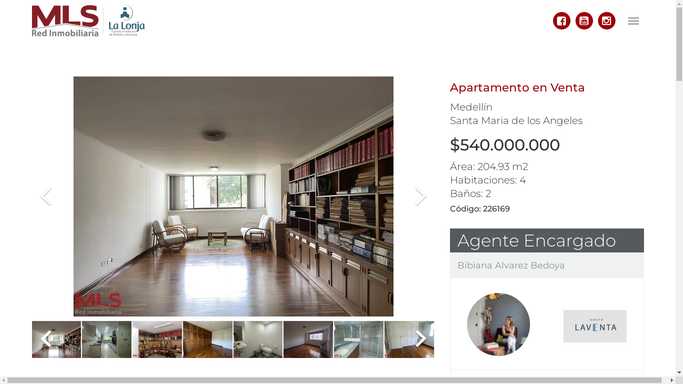 MLS
Red Inmobiliaria
La Lonja
Apartamento en Venta
Medellín
Santa Maria de los Angeles
$540.000.000
Área: 204.93 m2
Habitaciones: 4
Baños: 2
Código: 226169
MLS
Red Inmobiliaria
Agente Encargado
Bibiana Alvarez Bedoya
LAVENTA